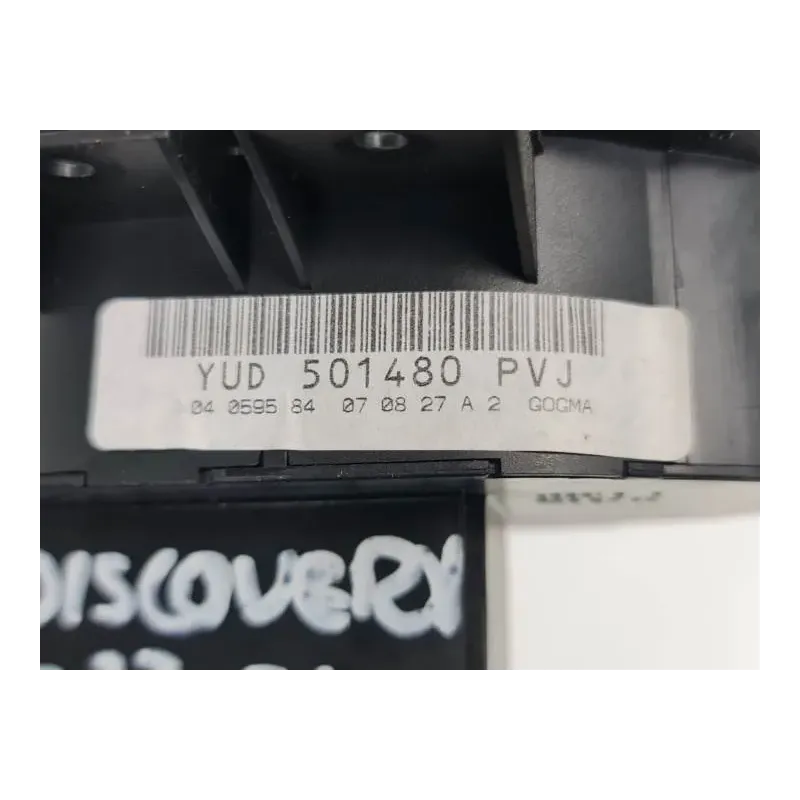 YUD 501480 PVJ
04 0595 84 07 08 27 A 2 GOGMA
DISCOVERY